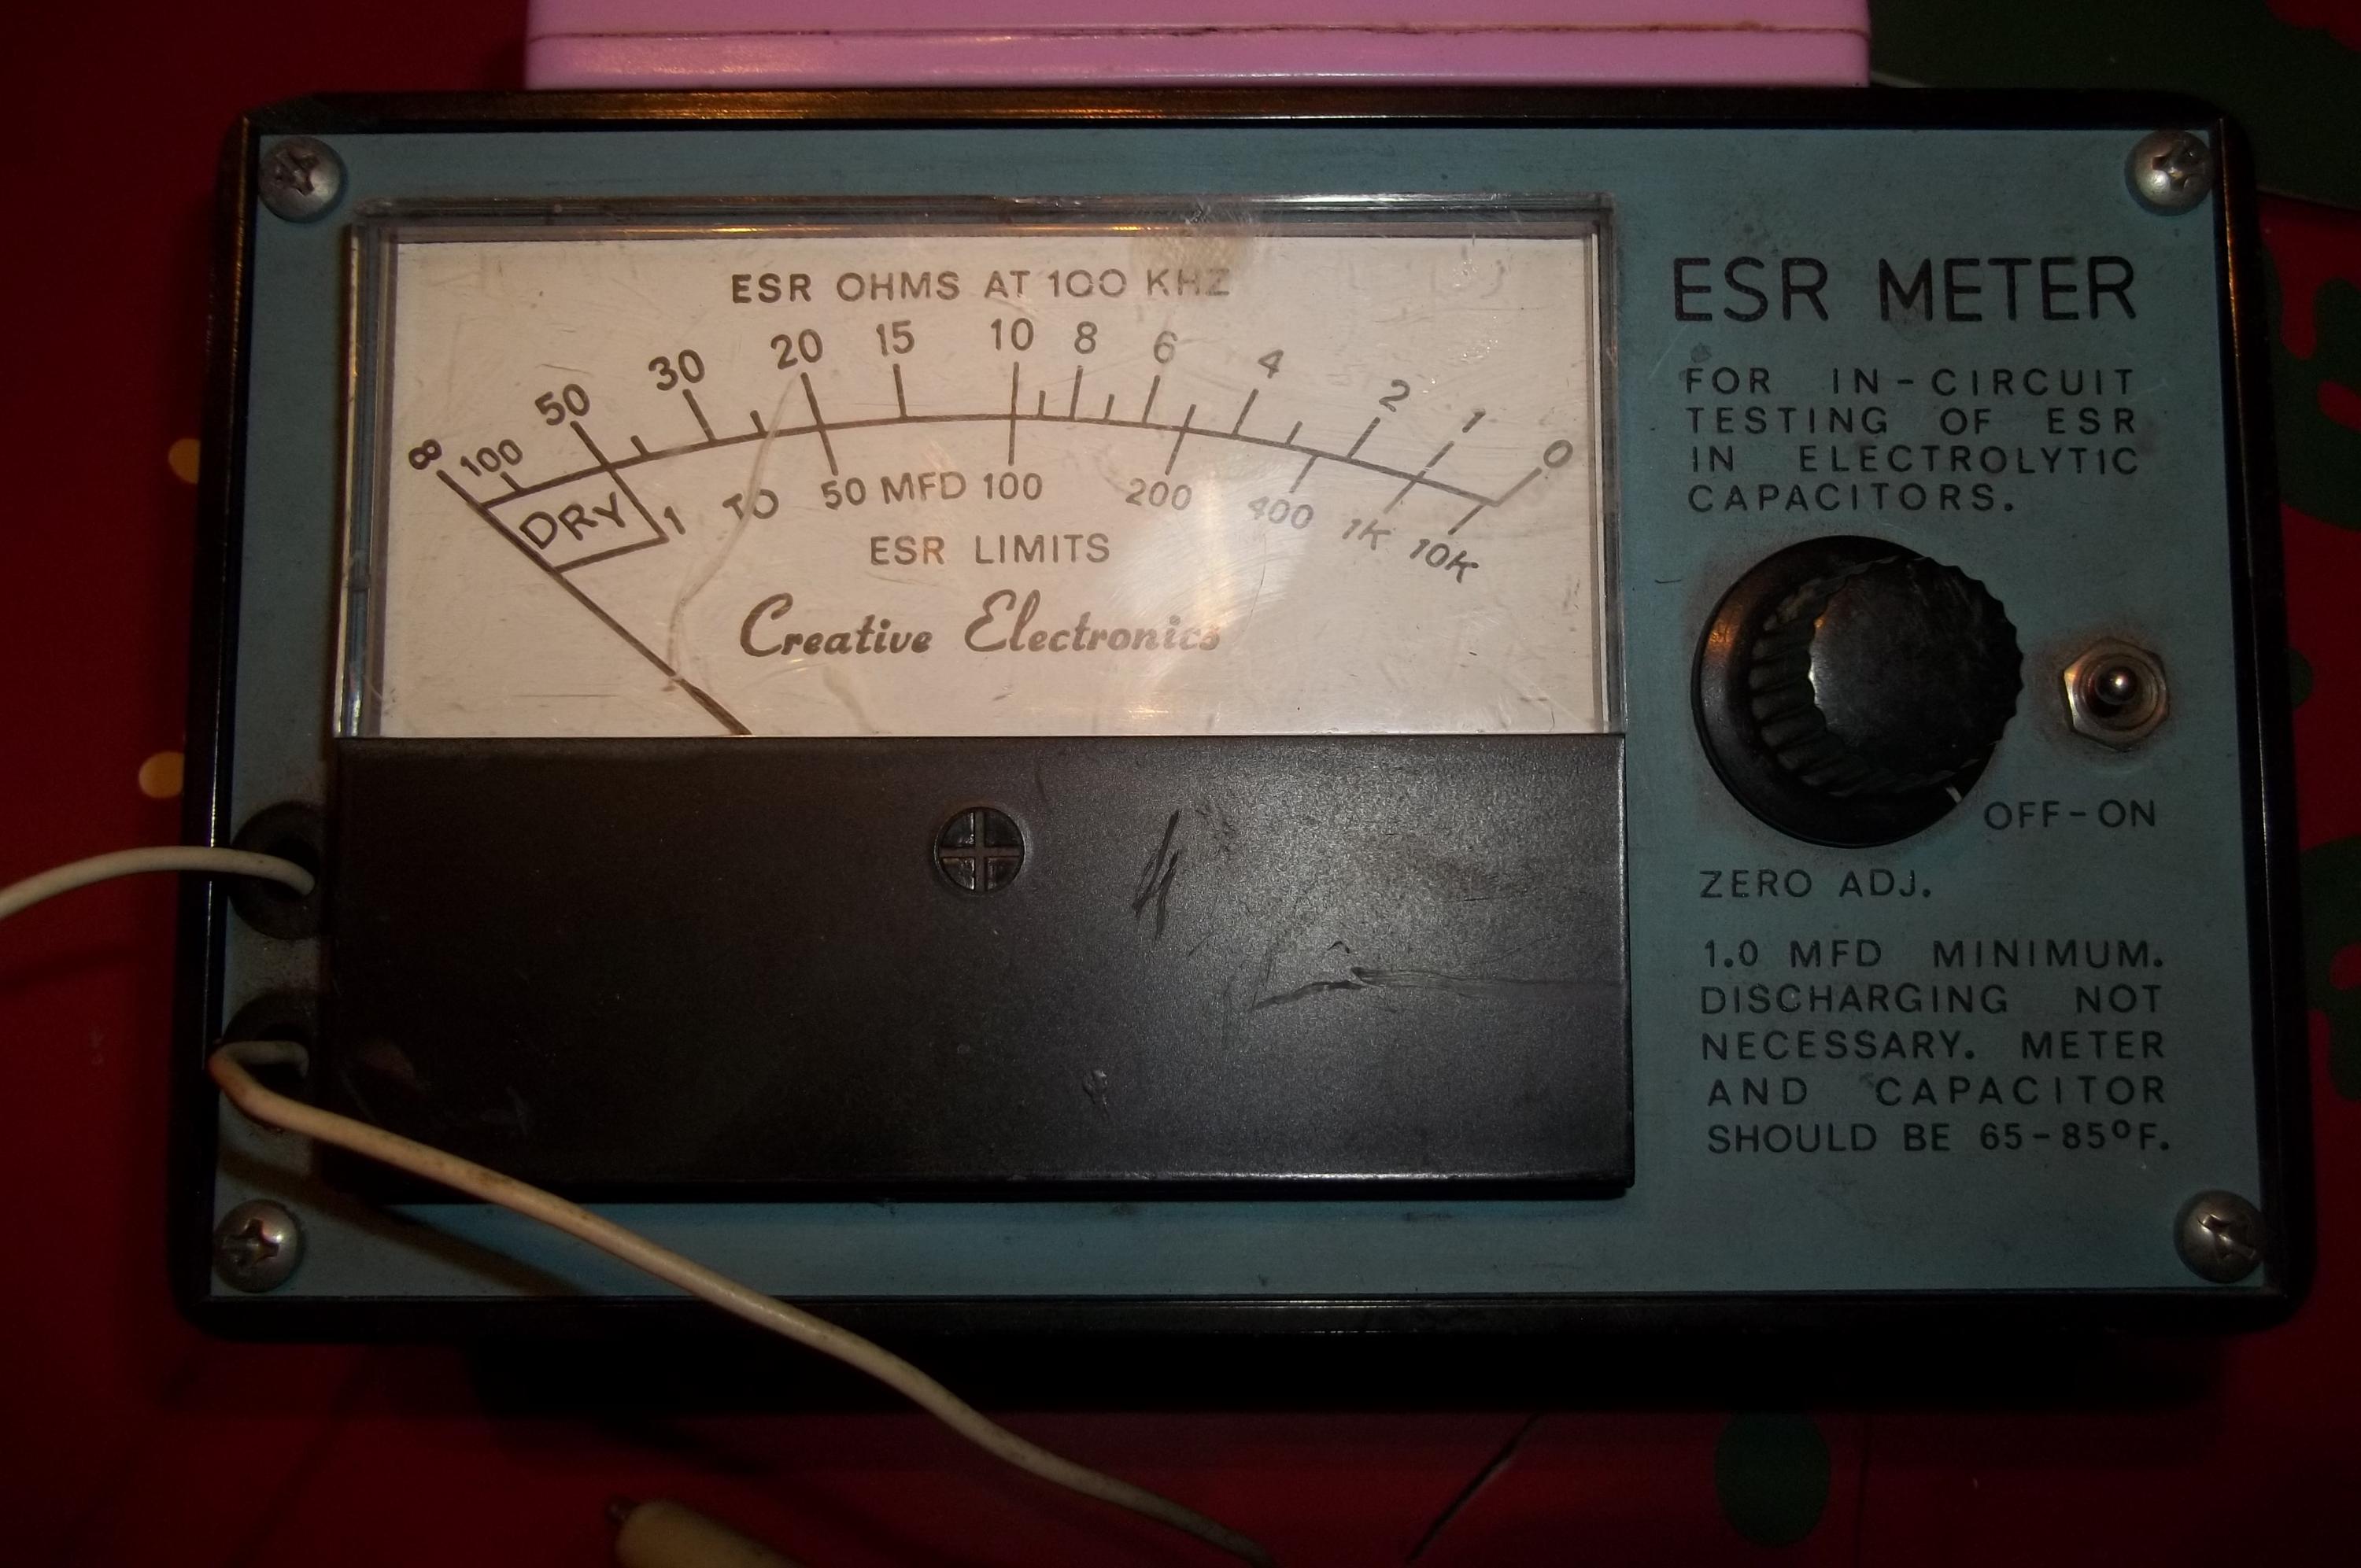 ESR OHMS AT 100 KHZ
∞ 100 50 30 20 15 10 8 6 4 2 1 0
DRY 1 TO 50 MFD 100 200 400 1K 10K
ESR LIMITS
Creative Electronics
ESR METER
FOR IN-CIRCUIT
TESTING OF ESR
IN ELECTROLYTIC
CAPACITORS.
OFF-ON
ZERO ADJ.
1.0 MFD MINIMUM.
DISCHARGING NOT
NECESSARY. METER
AND CAPACITOR
SHOULD BE 65-85°F.